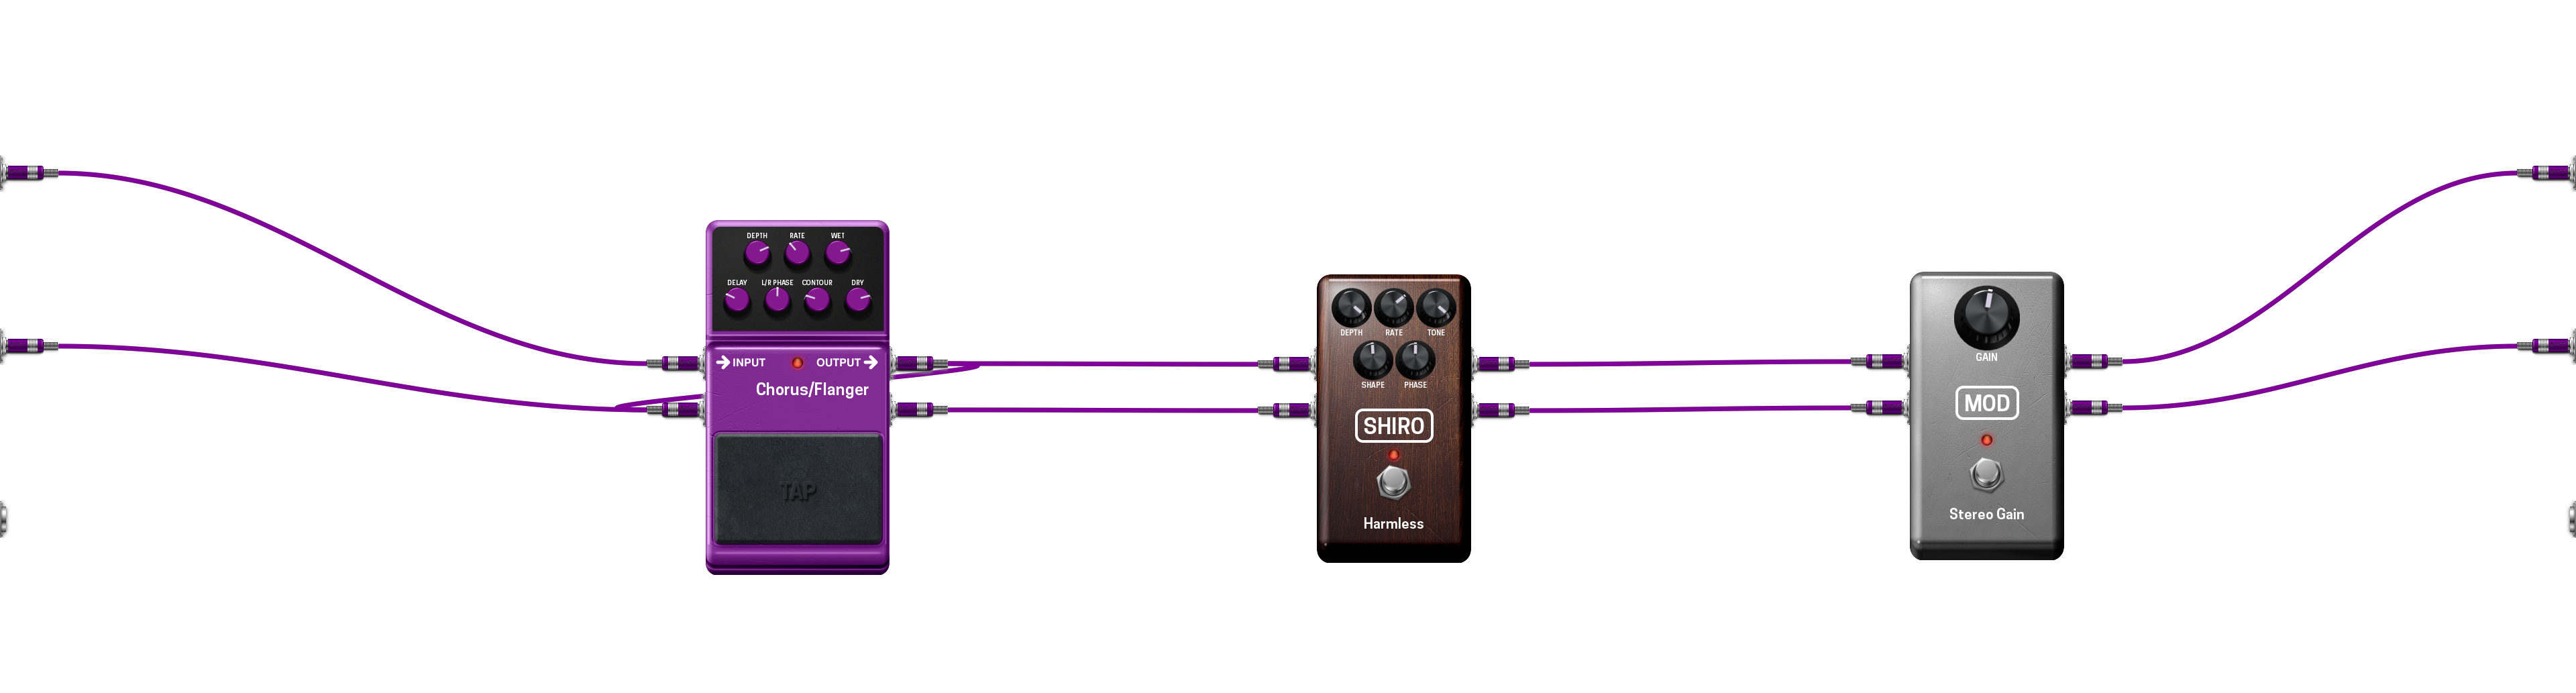 DEPTH RATE WET
DELAY L/R PHASE CONTOUR DRY
INPUT OUTPUT
Chorus/Flanger
TAP
DEPTH RATE TONE
SHAPE PHASE
SHIRO
Harmless
GAIN
MOD
Stereo Gain